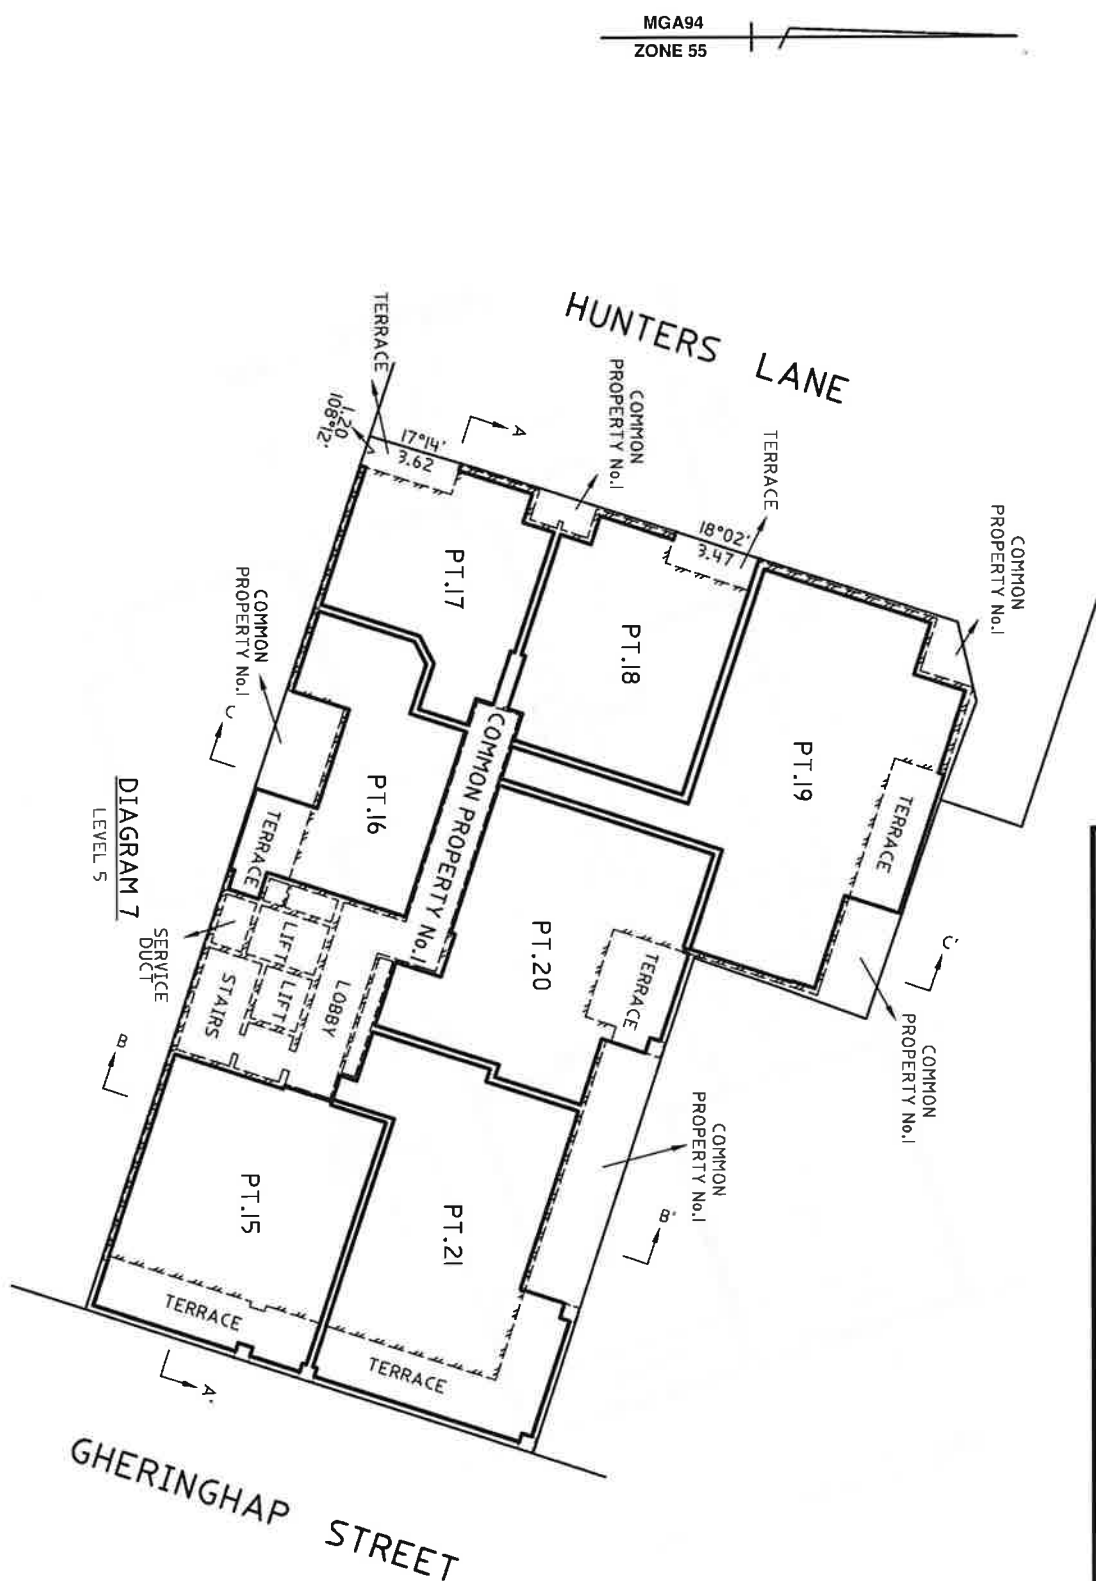 MGA94
ZONE 55
HUNTERS LANE
TERRACE
1.20
108°12'
17°14'
3.62
A
COMMON
PROPERTY No.1
TERRACE
18°02'
3.47
COMMON
PROPERTY No.1
PT.17
PT.18
PT.19
TERRACE
COMMON
PROPERTY No.1
C
PT.16
COMMON PROPERTY No.1
TERRACE
DIAGRAM 7
LEVEL 5
SERVICE
DUCT
LIFT
LIFT
LOBBY
STAIRS
PT.20
TERRACE
C'
COMMON
PROPERTY No.1
B
COMMON
PROPERTY No.1
B'
PT.15
PT.21
TERRACE
TERRACE
A'
GHERINGHAP STREET